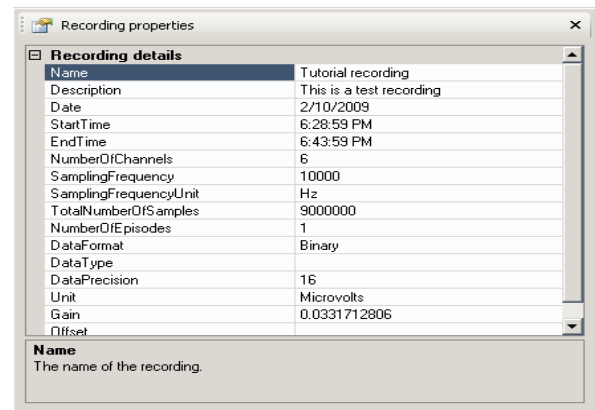 Recording properties
Recording details
Name Tutorial recording
Description This is a test recording
Date 2/10/2009
StartTime 6:28:59 PM
EndTime 6:43:59 PM
NumberOfChannels 6
SamplingFrequency 10000
SamplingFrequencyUnit Hz
TotalNumberOfSamples 9000000
NumberOfEpisodes 1
DataFormat Binary
DataType
DataPrecision 16
Unit Microvolts
Gain 0.0331712806
Offset
Name
The name of the recording.